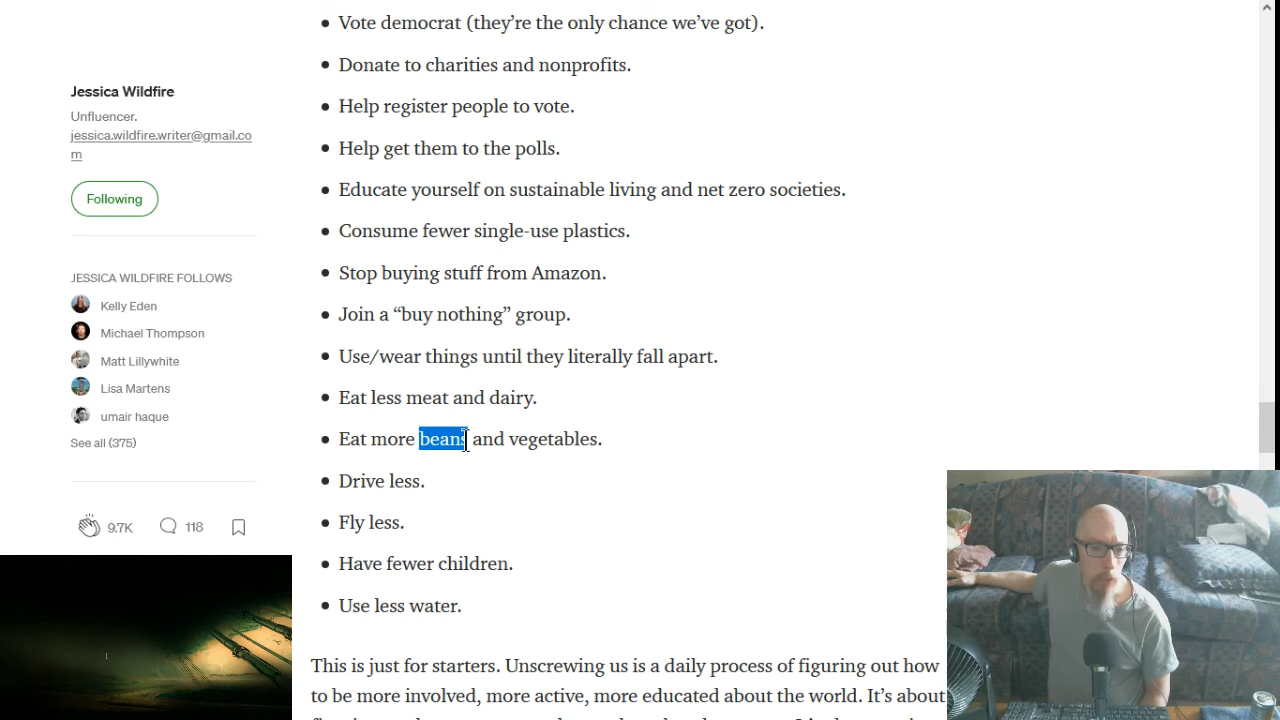 Vote democrat (they're the only chance we've got).
Donate to charities and nonprofits.
Help register people to vote.
Help get them to the polls.
Educate yourself on sustainable living and net zero societies.
Consume fewer single-use plastics.
Stop buying stuff from Amazon.
Join a “buy nothing” group.
Use/wear things until they literally fall apart.
Eat less meat and dairy.
Eat more beans and vegetables.
Drive less.
Fly less.
Have fewer children.
Use less water.
This is just for starters. Unscrewing us is a daily process of figuring out how
to be more involved, more active, more educated about the world. It's about
Jessica Wildfire
Unfluencer.
jessica.wildfire.writer@gmail.co
m
Following
JESSICA WILDFIRE FOLLOWS
Kelly Eden
Michael Thompson
Matt Lillywhite
Lisa Martens
umair haque
See all (375)
9.7K 118